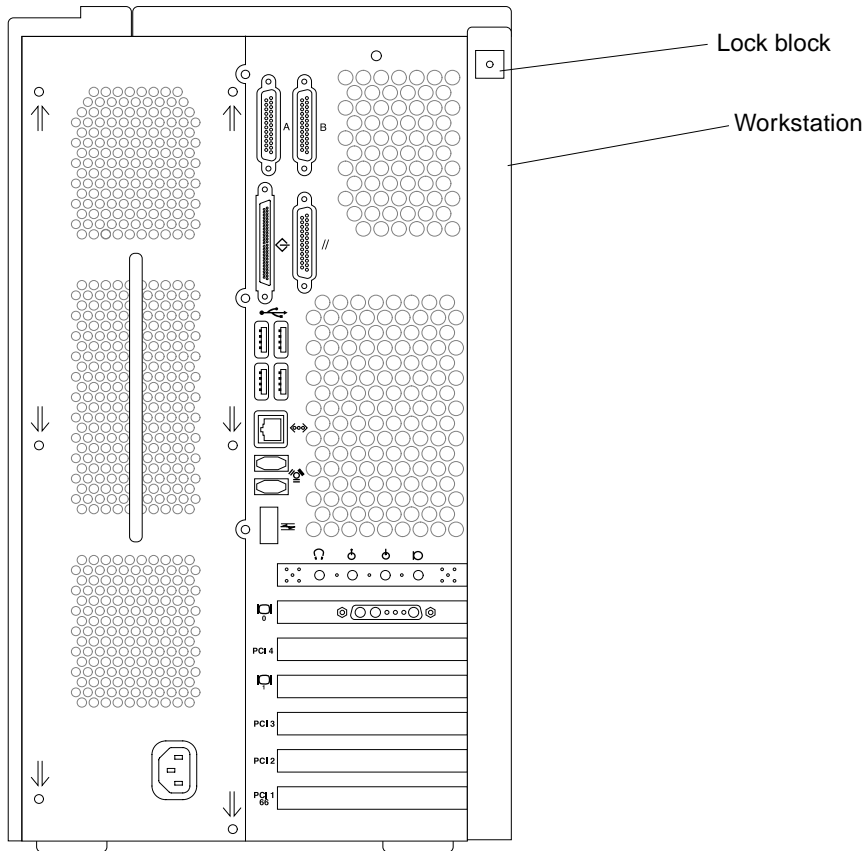 Lock block
Workstation
A
B
//
0
PCI 4
1
PCI 3
PCI 2
PCI 1
66